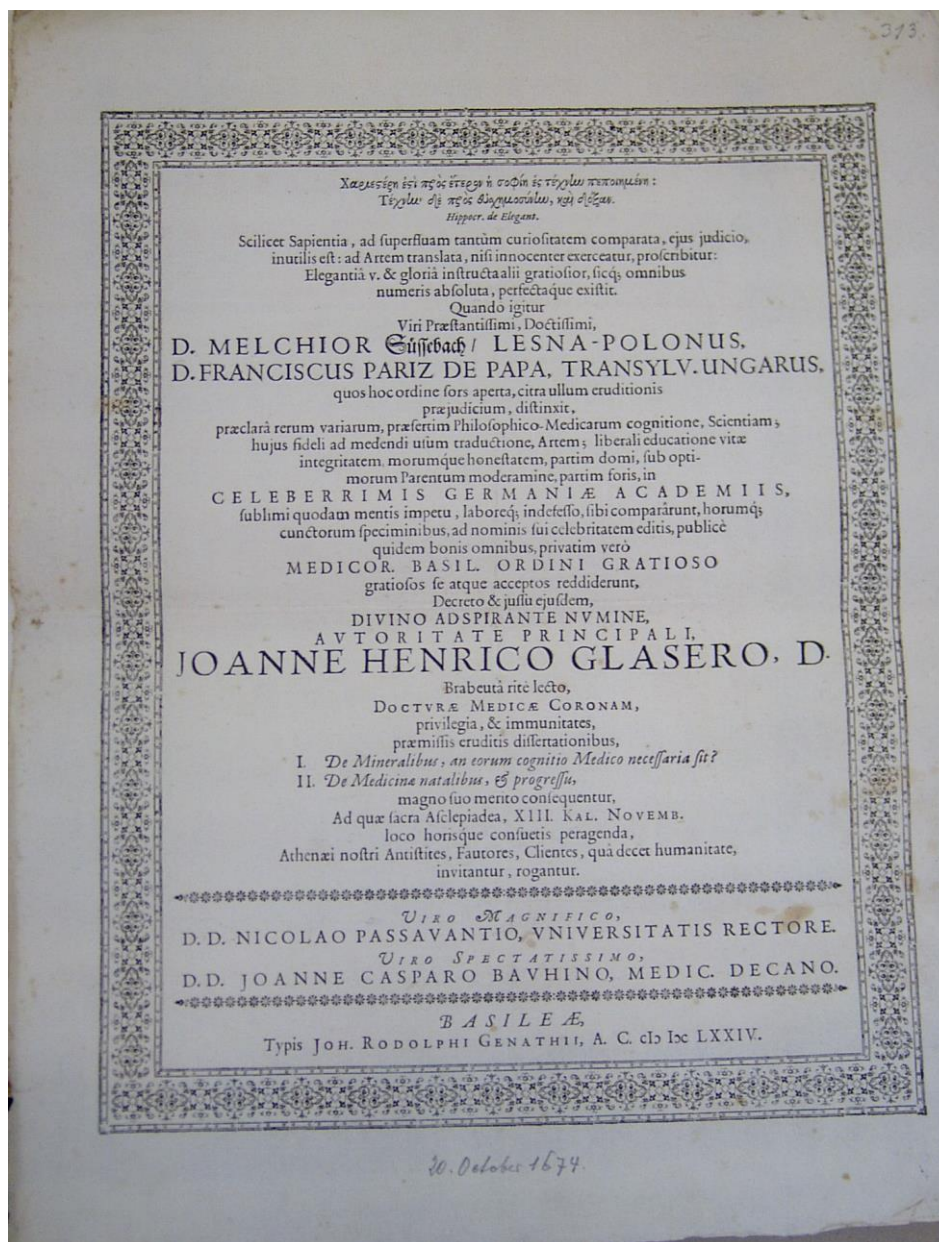 313.
Χαριεστέρη ἐστὶ πρὸς ἕτερον ἡ σοφίη ἐς τέχνην πεποιημένη :
Τέχνην δὲ πρὸς εὐσχημοσύνην, καὶ δόξαν.
Hippocr. de Elegant.
Scilicet Sapientia, ad superfluam tantùm curiositatem comparata, ejus judicio,
inutilis est: ad Artem translata, nisi innocenter exerceatur, proscribitur:
Elegantiâ v. & gloriâ instructa alii gratiosior, sicq; omnibus
numeris absoluta, perfectaque existit.
Quando igitur
Viri Præstantissimi, Doctissimi,
D. MELCHIOR Süssebach / LESNA-POLONUS,
D. FRANCISCUS PARIZ DE PAPA, TRANSYLV. UNGARUS,
quos hoc ordine sors aperta, citra ullum eruditionis
præjudicium, distinxit,
præclarâ rerum variarum, præsertim Philosophico-Medicarum cognitione, Scientiam;
hujus fideli ad medendi usum traductione, Artem; liberali educatione vitæ
integritatem, morumque honestatem, partim domi, sub opti-
morum Parentum moderamine, partim foris, in
CELEBERRIMIS GERMANIÆ ACADEMIIS,
sublimi quodam mentis impetu, laboreq; indefesso, sibi compararunt, horumq;
cunctorum speciminibus, ad nominis sui celebritatem editis, publicè
quidem bonis omnibus, privatim verò
MEDICOR. BASIL. ORDINI GRATIOSO
gratiosos se atque acceptos reddiderunt,
Decreto & jussu ejusdem,
DIVINO ADSPIRANTE NVMINE,
AVTORITATE PRINCIPALI,
JOANNE HENRICO GLASERO, D.
Brabeutâ ritè lecto,
DOCTVRÆ MEDICÆ CORONAM,
privilegia, & immunitates,
præmissis eruditis dissertationibus,
I. De Mineralibus, an eorum cognitio Medico necessaria sit?
II. De Medicinæ natalibus, & progressu,
magno suo merito consequentur,
Ad quæ sacra Asclepiadea, XIII. KAL. NOVEMB.
loco horisque consuetis peragenda,
Athenæi nostri Antistites, Fautores, Clientes, quâ decet humanitate,
invitantur, rogantur.
VIRO MAGNIFICO,
D. D. NICOLAO PASSAVANTIO, VNIVERSITATIS RECTORE.
VIRO SPECTATISSIMO,
D. D. JOANNE CASPARO BAVHINO, MEDIC. DECANO.
BASILEÆ,
Typis JOH. RODOLPHI GENATHII, A. C. cIↃ IↃc LXXIV.
20. October 1674.